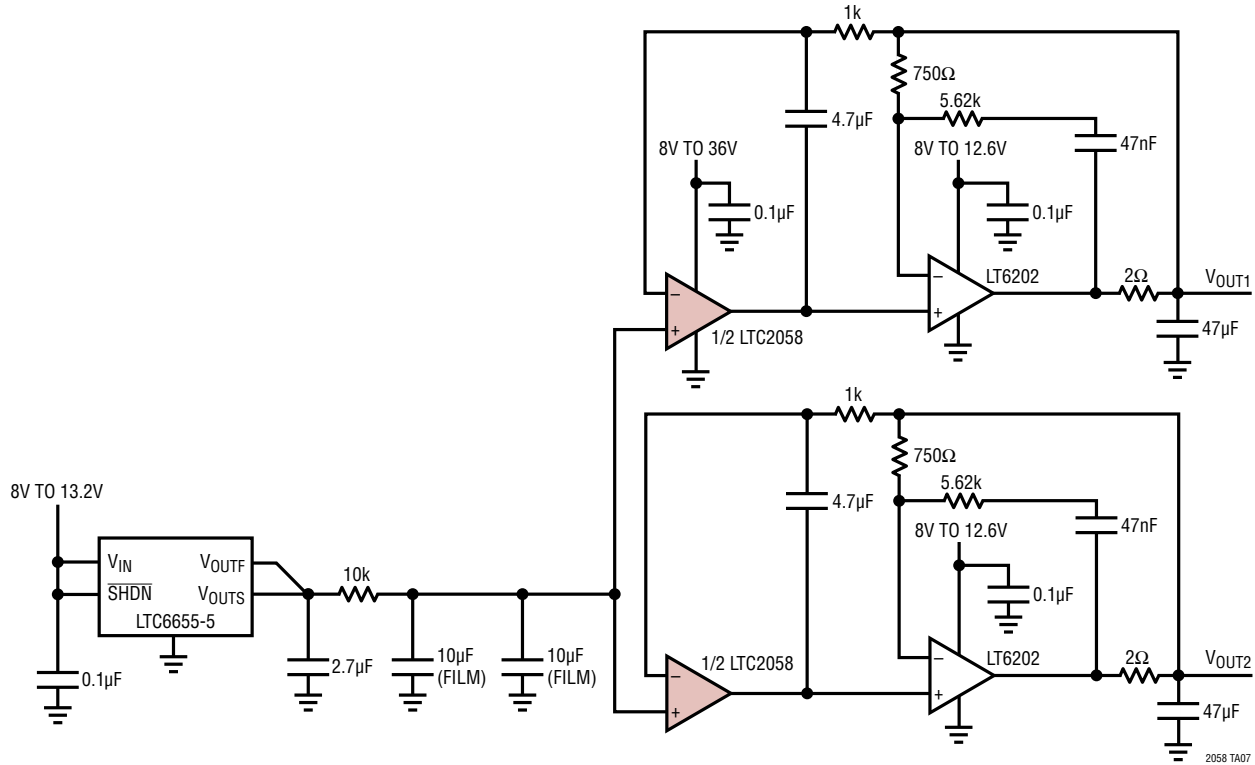 1k
750Ω
5.62k
4.7µF
47nF
8V TO 36V
8V TO 12.6V
0.1µF
0.1µF
LT6202
2Ω
VOUT1
–
+
–
+
1/2 LTC2058
47µF
1k
750Ω
5.62k
4.7µF
47nF
8V TO 12.6V
0.1µF
8V TO 13.2V
VIN
VOUTF
SHDN
VOUTS
LTC6655-5
10k
0.1µF
2.7µF
10µF
(FILM)
10µF
(FILM)
1/2 LTC2058
–
+
–
+
LT6202
2Ω
VOUT2
47µF
2058 TA07